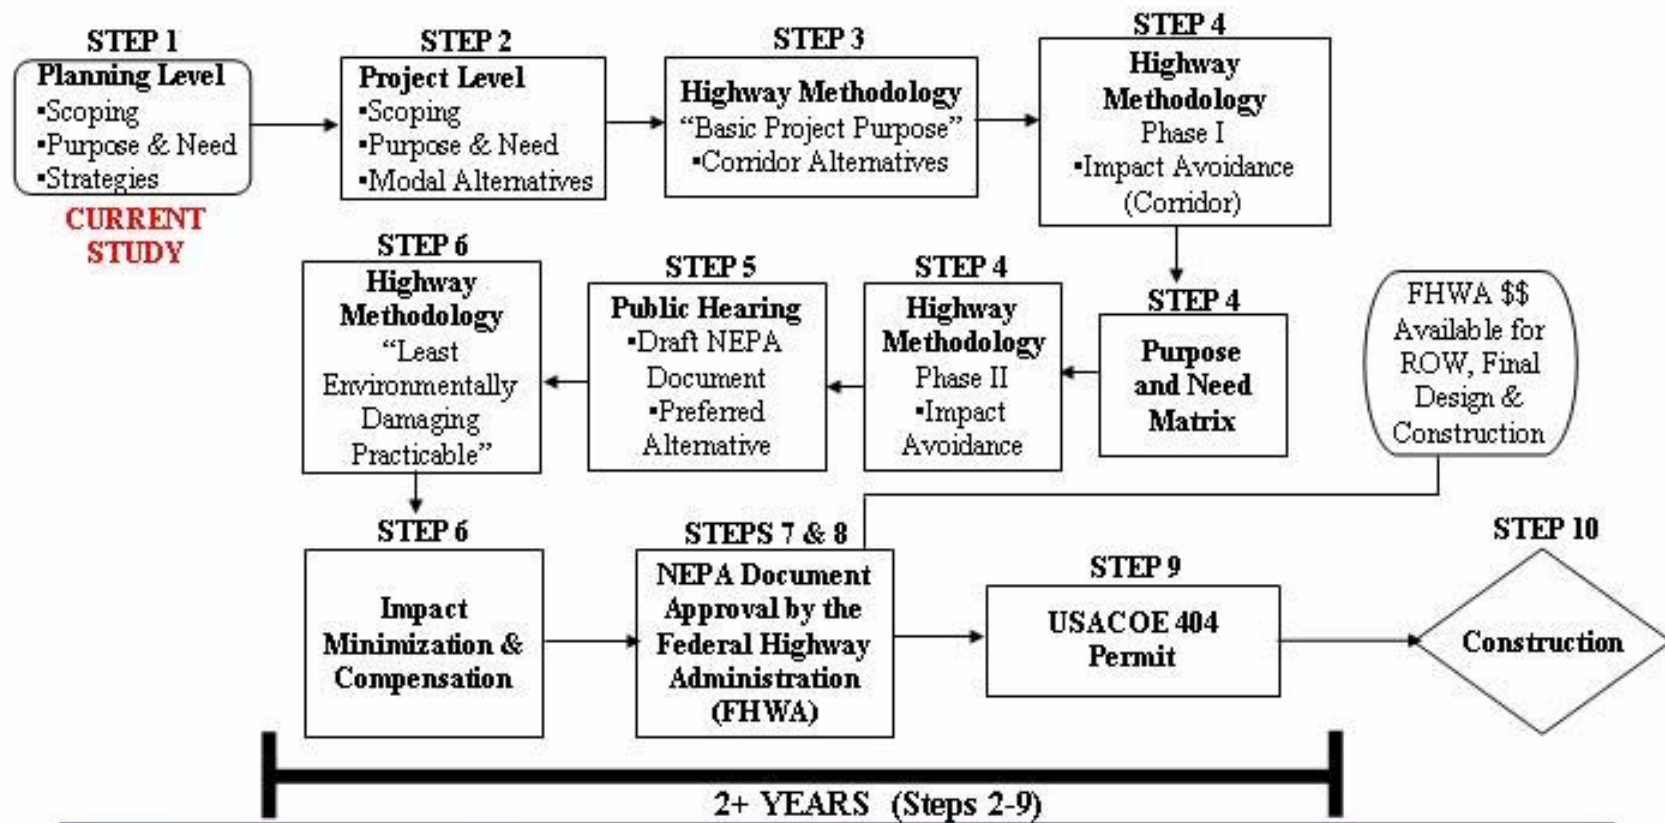 STEP 1
Planning Level
▪Scoping
▪Purpose & Need
▪Strategies
CURRENT
STUDY
STEP 2
Project Level
▪Scoping
▪Purpose & Need
▪Modal Alternatives
STEP 3
Highway Methodology
“Basic Project Purpose”
▪Corridor Alternatives
STEP 4
Highway
Methodology
Phase I
▪Impact Avoidance
(Corridor)
STEP 4
Purpose
and Need
Matrix
STEP 4
Highway
Methodology
Phase II
▪Impact
Avoidance
STEP 5
Public Hearing
▪Draft NEPA
Document
▪Preferred
Alternative
STEP 6
Highway
Methodology
“Least
Environmentally
Damaging
Practicable”
STEP 6
Impact
Minimization &
Compensation
STEPS 7 & 8
NEPA Document
Approval by the
Federal Highway
Administration
(FHWA)
FHWA $$
Available for
ROW, Final
Design &
Construction
STEP 9
USACOE 404
Permit
STEP 10
Construction
2+ YEARS (Steps 2-9)